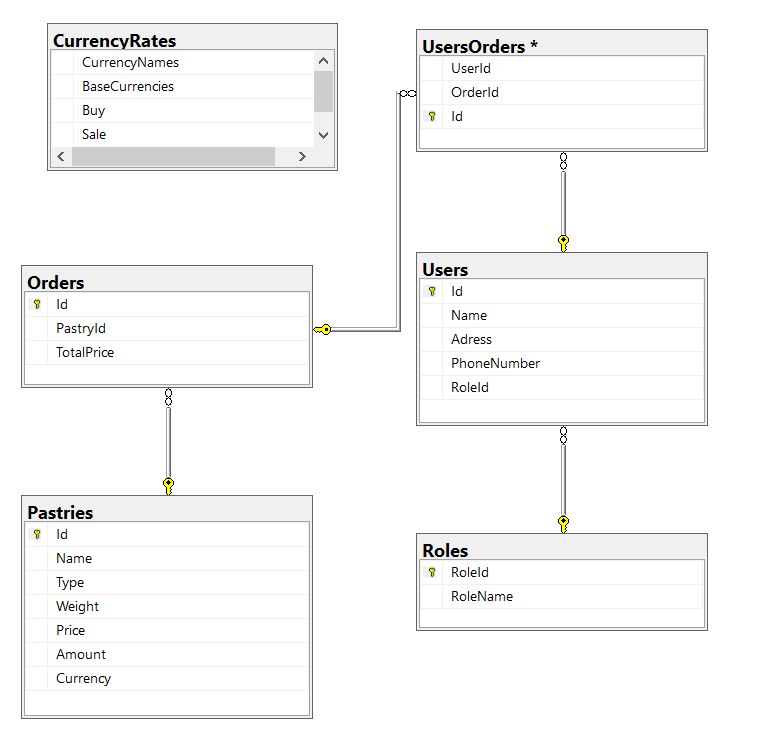 CurrencyRates
CurrencyNames
BaseCurrencies
Buy
Sale
UsersOrders *
UserId
OrderId
Id
Orders
Id
PastryId
TotalPrice
Users
Id
Name
Adress
PhoneNumber
RoleId
Pastries
Id
Name
Type
Weight
Price
Amount
Currency
Roles
RoleId
RoleName